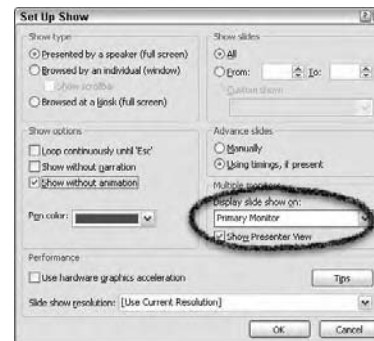 Set Up Show
Show type
Presented by a speaker (full screen)
Browsed by an individual (window)
Show scrollbar
Browsed at a kiosk (full screen)
Show slides
All
From: To:
Custom show:
Show options
Loop continuously until 'Esc'
Show without narration
Show without animation
Pen color:
Advance slides
Manually
Using timings, if present
Multiple monitors
Display slide show on:
Primary Monitor
Show Presenter View
Performance
Use hardware graphics acceleration
Tips
Slide show resolution: [Use Current Resolution]
OK Cancel